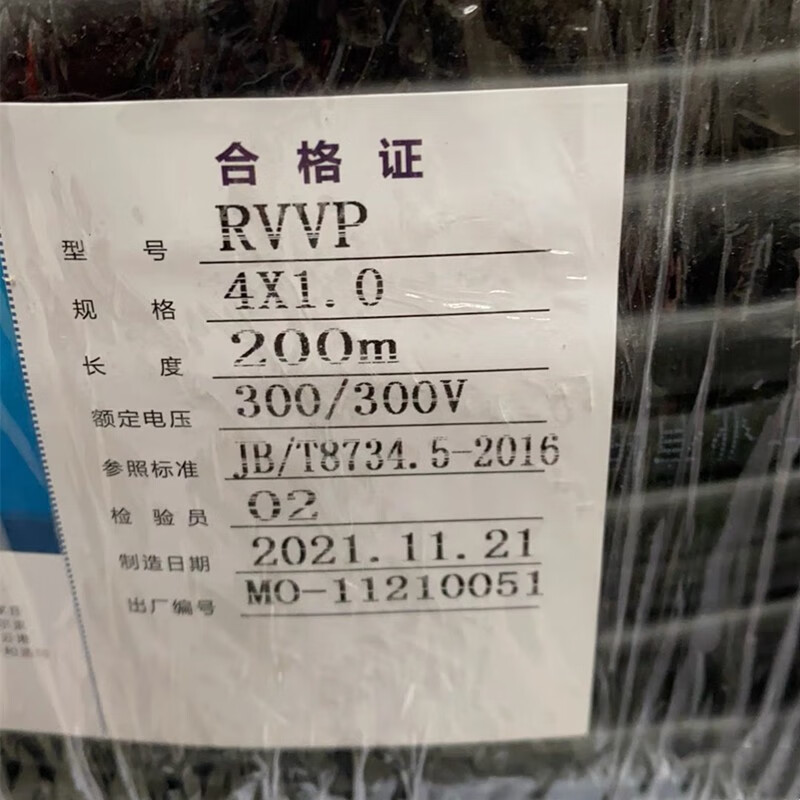 合格证
型号 RVVP
规格 4X1.0
长度 200m
额定电压 300/300V
参照标准 JB/T8734.5-2016
检验员 02
制造日期 2021.11.21
出厂编号 MO-11210051